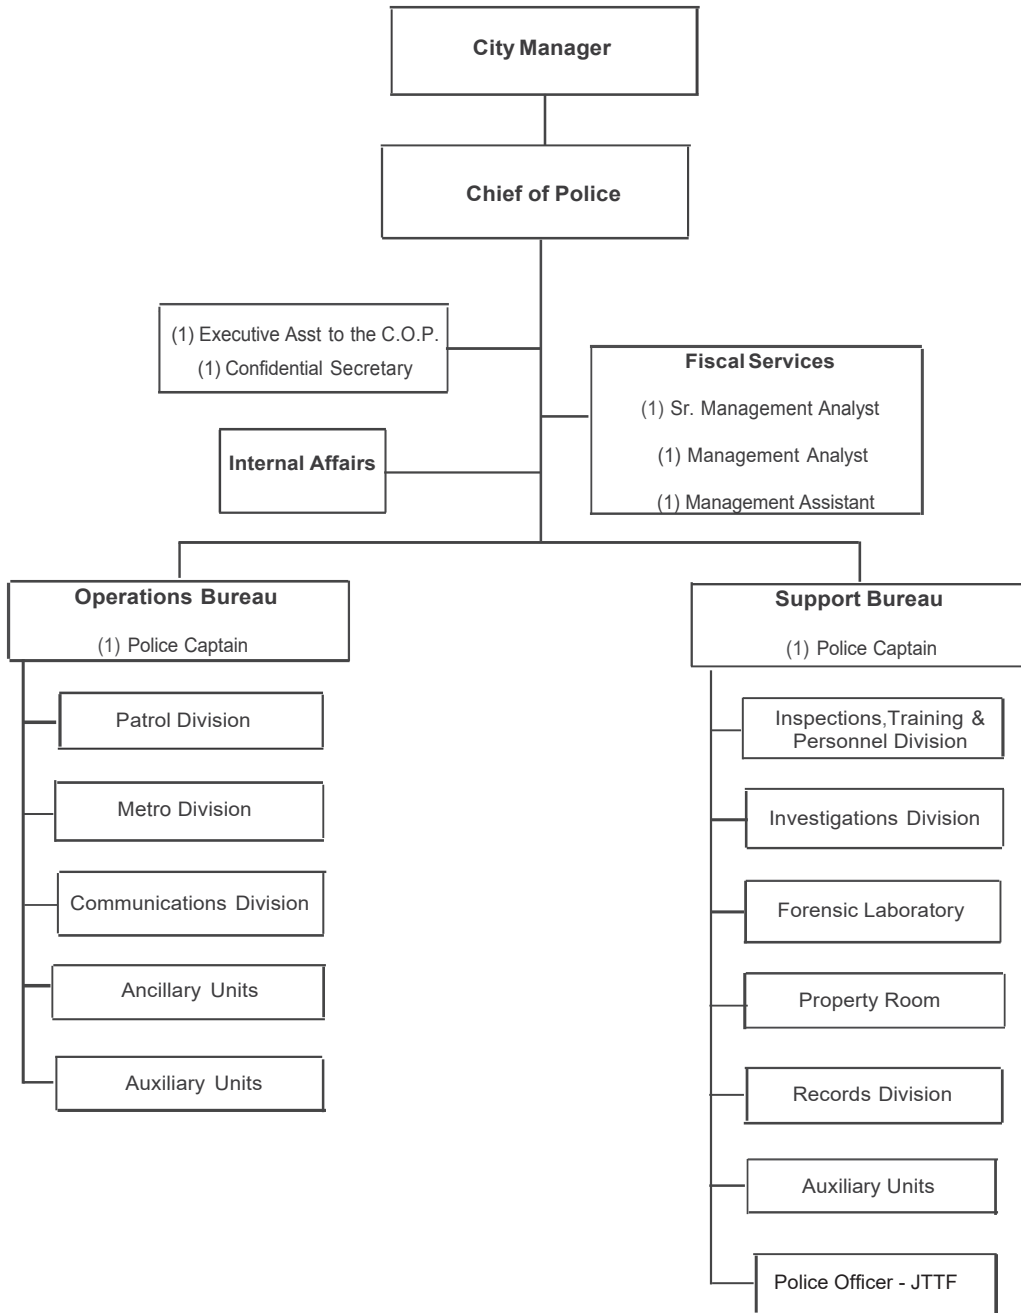 City Manager
Chief of Police
(1) Executive Asst to the C.O.P.
(1) Confidential Secretary
Fiscal Services
(1) Sr. Management Analyst
(1) Management Analyst
(1) Management Assistant
Internal Affairs
Operations Bureau
(1) Police Captain
Support Bureau
(1) Police Captain
Patrol Division
Metro Division
Communications Division
Ancillary Units
Auxiliary Units
Inspections,Training &
Personnel Division
Investigations Division
Forensic Laboratory
Property Room
Records Division
Auxiliary Units
Police Officer - JTTF